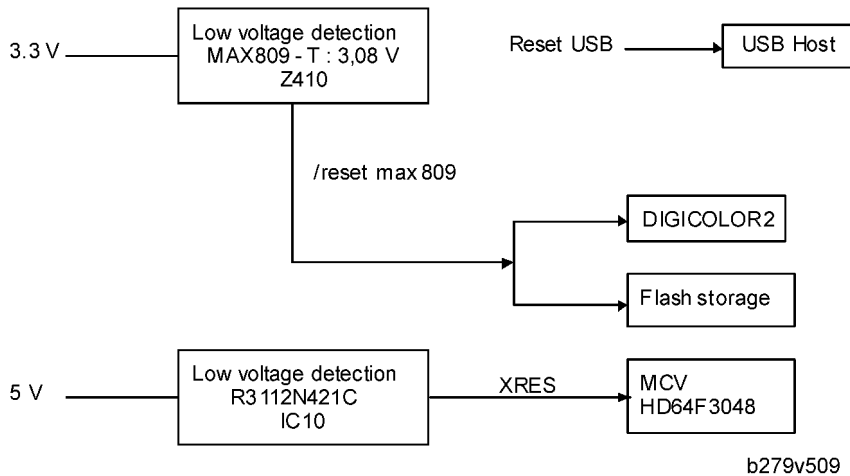 3.3 V
Low voltage detection
MAX809 - T : 3,08 V
Z410
Reset USB
USB Host
/reset max 809
DIGICOLOR2
Flash storage
5 V
Low voltage detection
R3112N421C
IC10
XRES
MCV
HD64F3048
b279v509